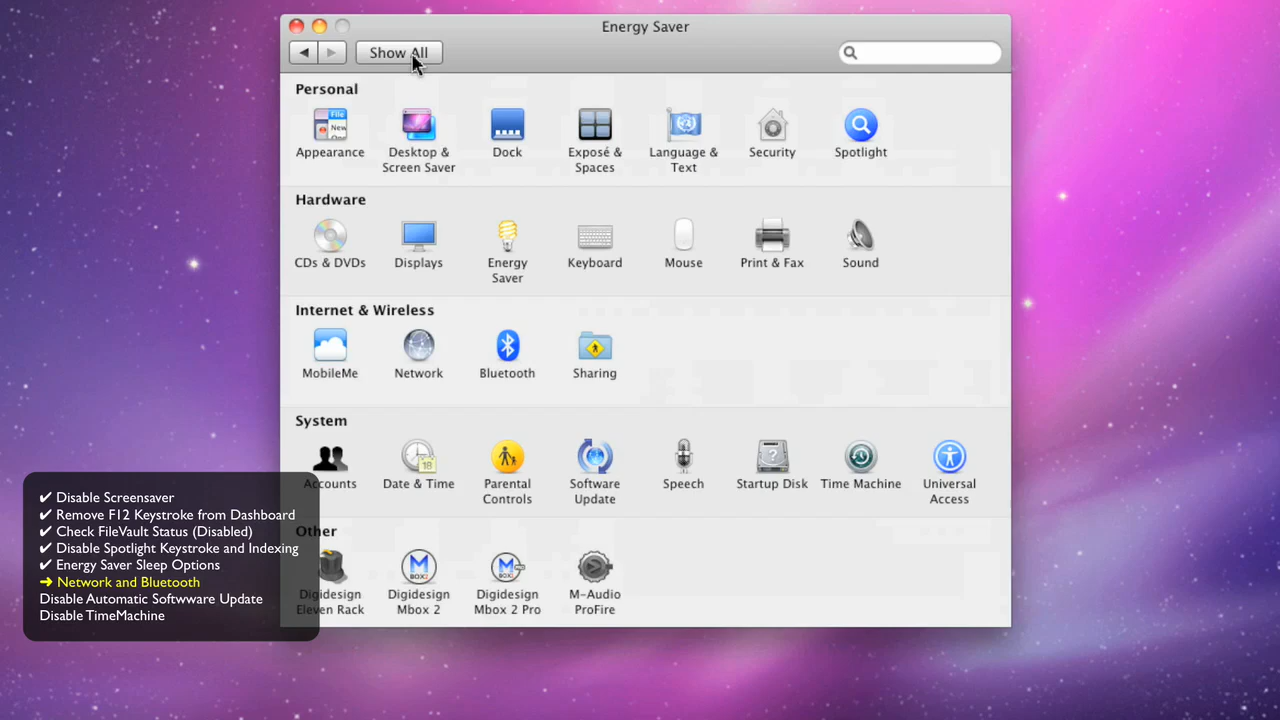 Energy Saver
Show All
Personal
Appearance
Desktop &
Screen Saver
Dock
Exposé &
Spaces
Language &
Text
Security
Spotlight
Hardware
CDs & DVDs
Displays
Energy
Saver
Keyboard
Mouse
Print & Fax
Sound
Internet & Wireless
MobileMe
Network
Bluetooth
Sharing
System
Accounts
Date & Time
Parental
Controls
Software
Update
Speech
Startup Disk
Time Machine
Universal
Access
Other
Digidesign
Eleven Rack
Digidesign
Mbox 2
Digidesign
Mbox 2 Pro
M-Audio
ProFire
✔ Disable Screensaver
✔ Remove F12 Keystroke from Dashboard
✔ Check FileVault Status (Disabled)
✔ Disable Spotlight Keystroke and Indexing
✔ Energy Saver Sleep Options
➜ Network and Bluetooth
Disable Automatic Softwware Update
Disable TimeMachine